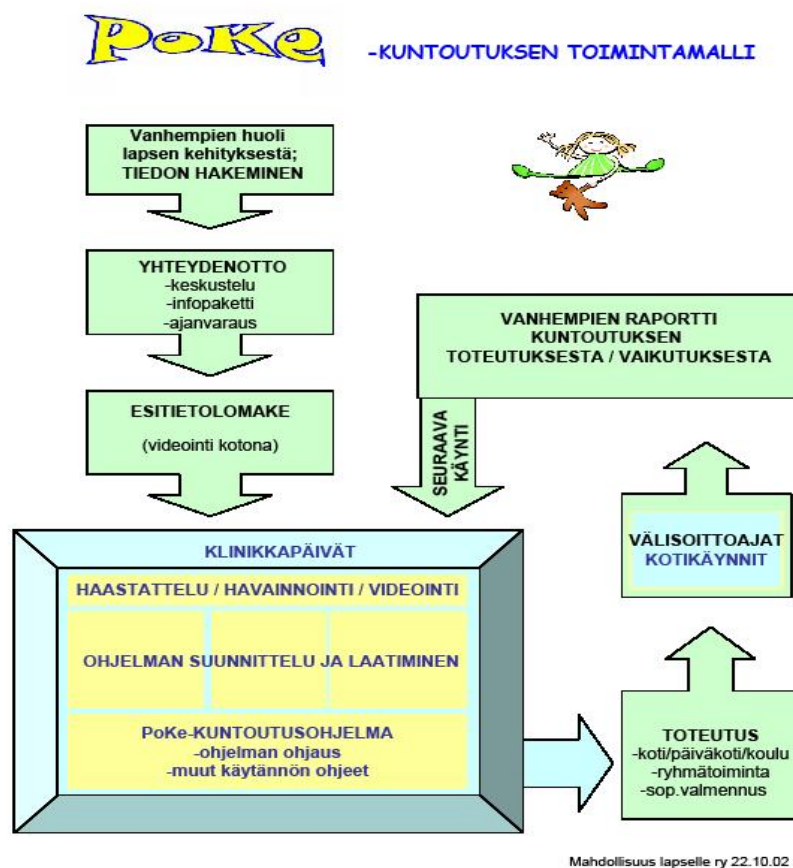 PoKe -KUNTOUTUKSEN TOIMINTAMALLI
Vanhempien huoli
lapsen kehityksestä;
TIEDON HAKEMINEN
YHTEYDENOTTO
-keskustelu
-infopaketti
-ajanvaraus
ESITIETOLOMAKE
(videointi kotona)
KLINIKKAPÄIVÄT
HAASTATTELU / HAVAINNOINTI / VIDEOINTI
OHJELMAN SUUNNITTELU JA LAATIMINEN
PoKe-KUNTOUTUSOHJELMA
-ohjelman ohjaus
-muut käytännön ohjeet
TOTEUTUS
-koti/päiväkoti/koulu
-ryhmätoiminta
-sop.valmennus
VÄLISOITTOAJAT
KOTIKÄYNNIT
VANHEMPIEN RAPORTTI
KUNTOUTUKSEN
TOTEUTUKSESTA / VAIKUTUKSESTA
SEURAAVA
KÄYNTI
Mahdollisuus lapselle ry 22.10.02